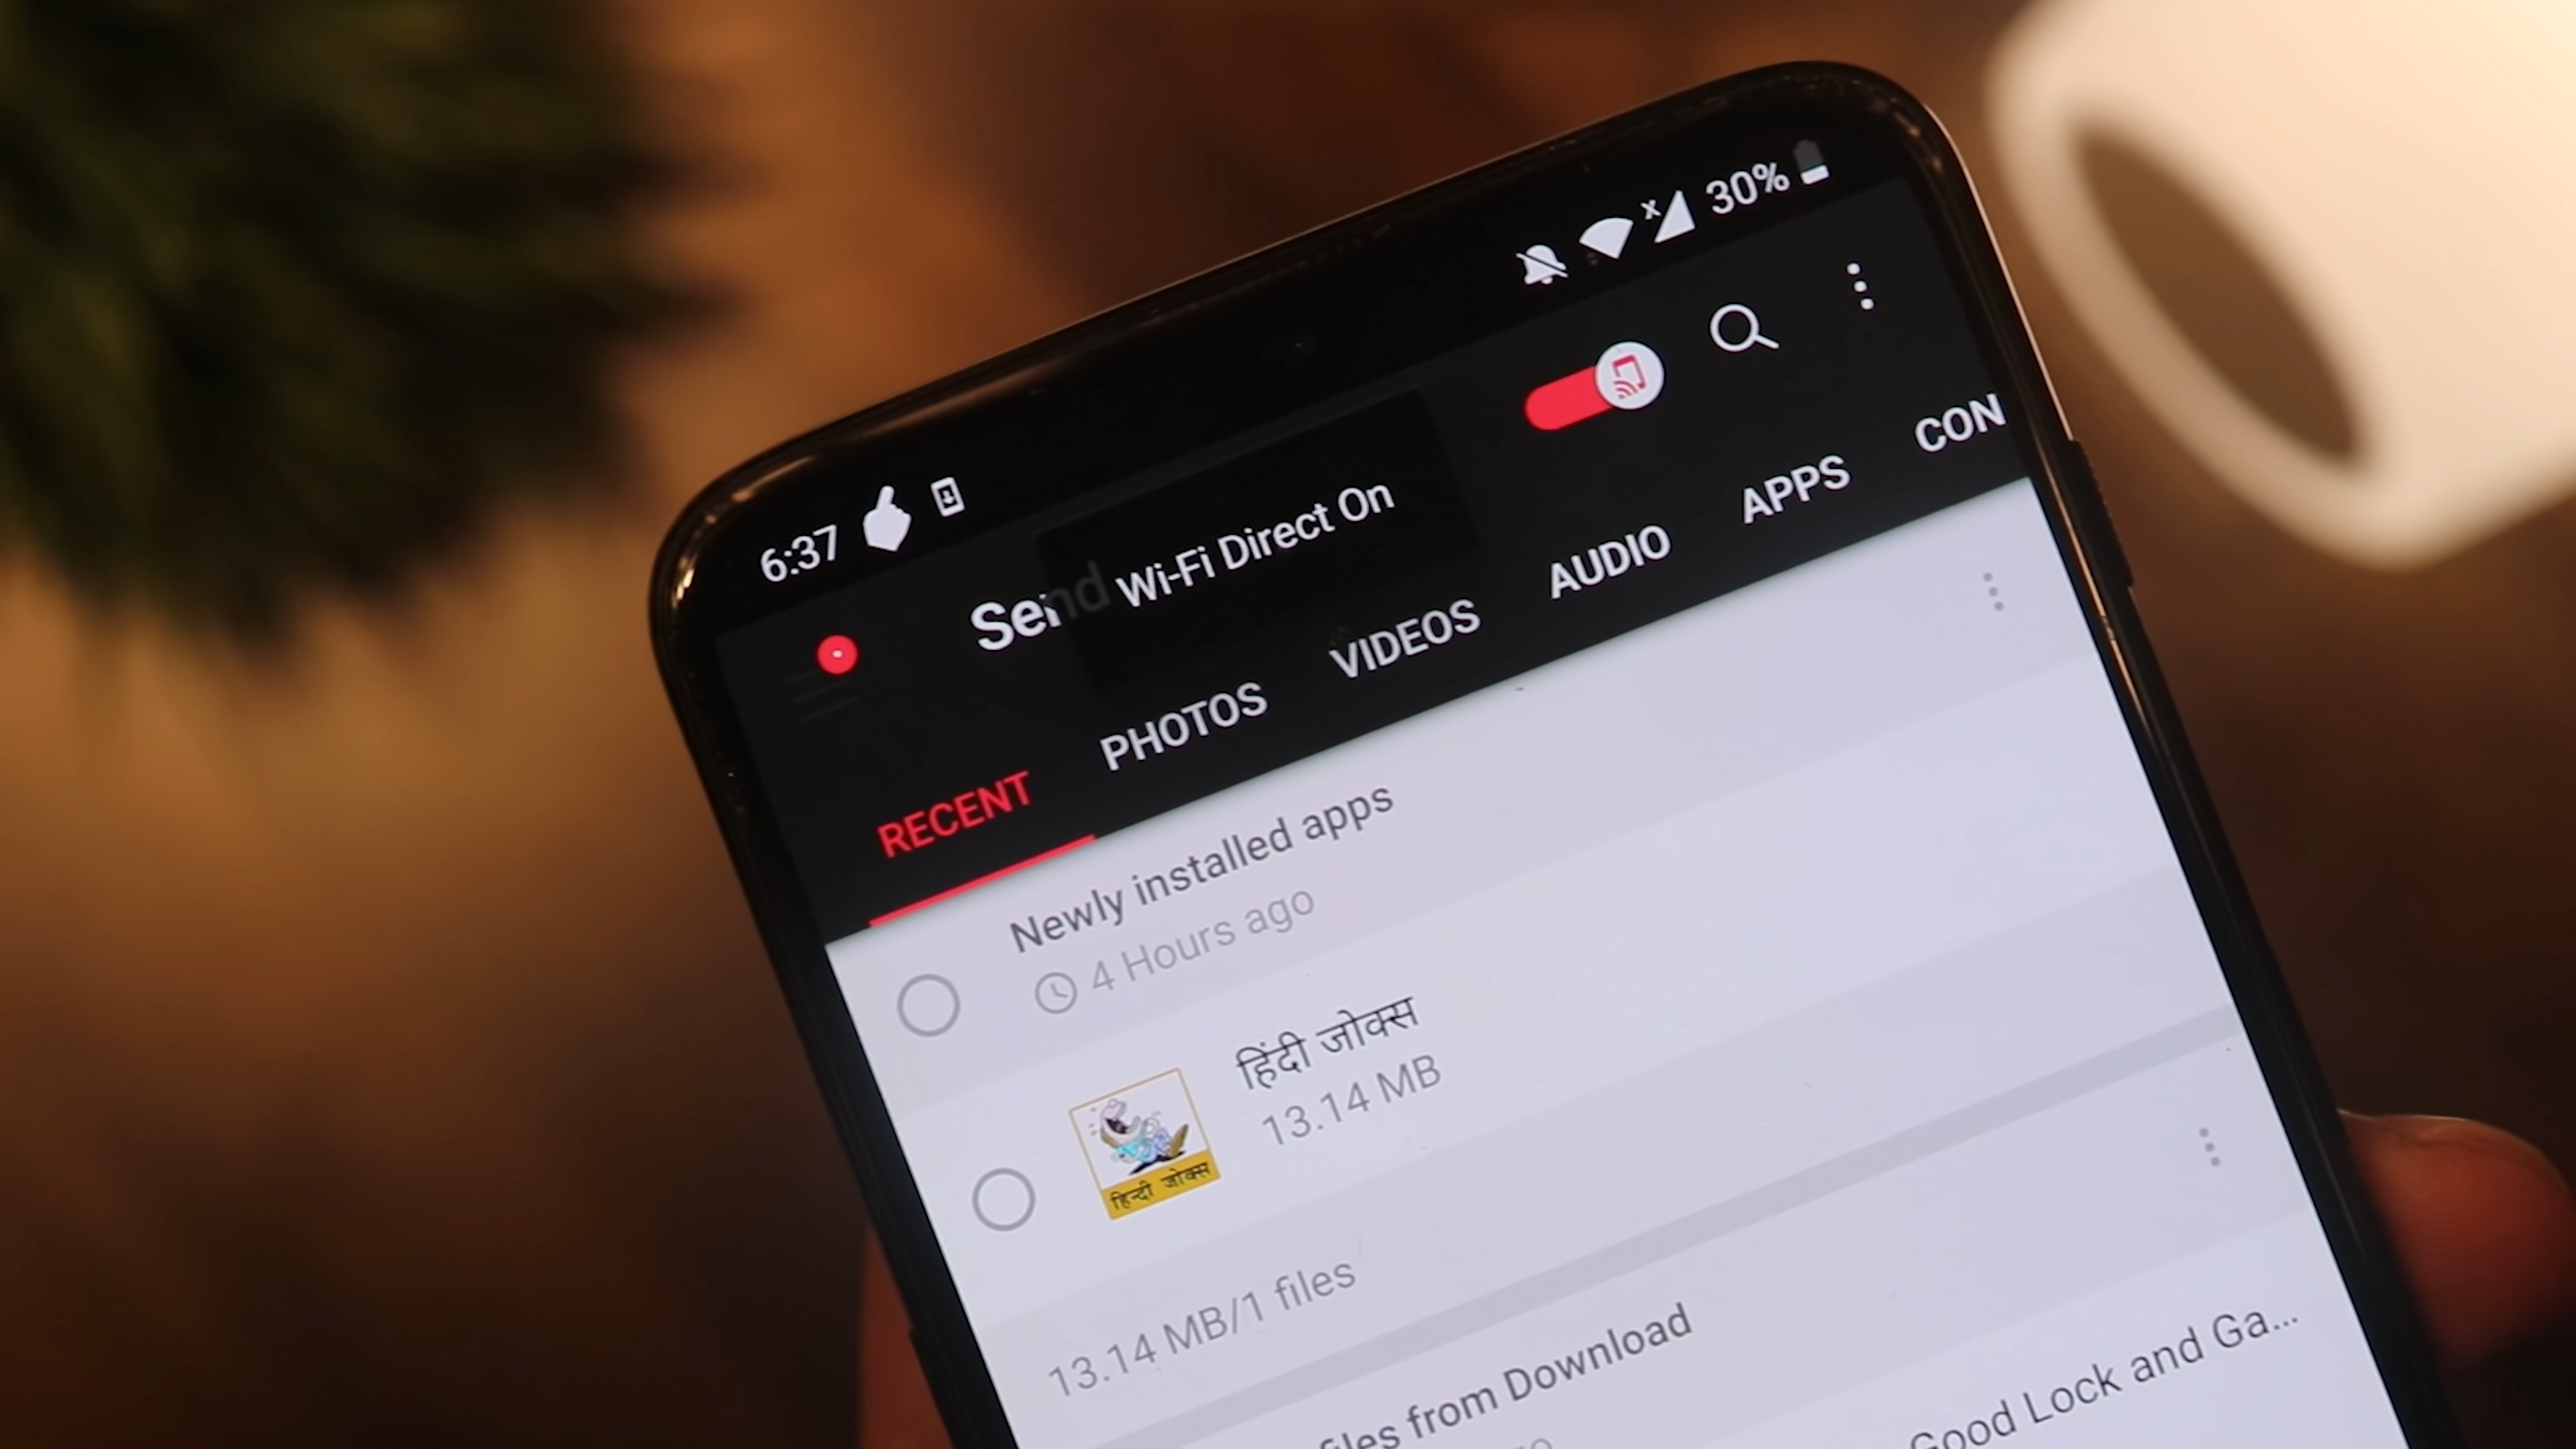 6:37 30%
Send
Wi-Fi Direct On
RECENT PHOTOS VIDEOS AUDIO APPS CON
Newly installed apps
4 Hours ago
हिंदी जोक्स
13.14 MB
हिन्दी जोक्स
13.14 MB/1 files
files from Download
Good Lock and Ga...